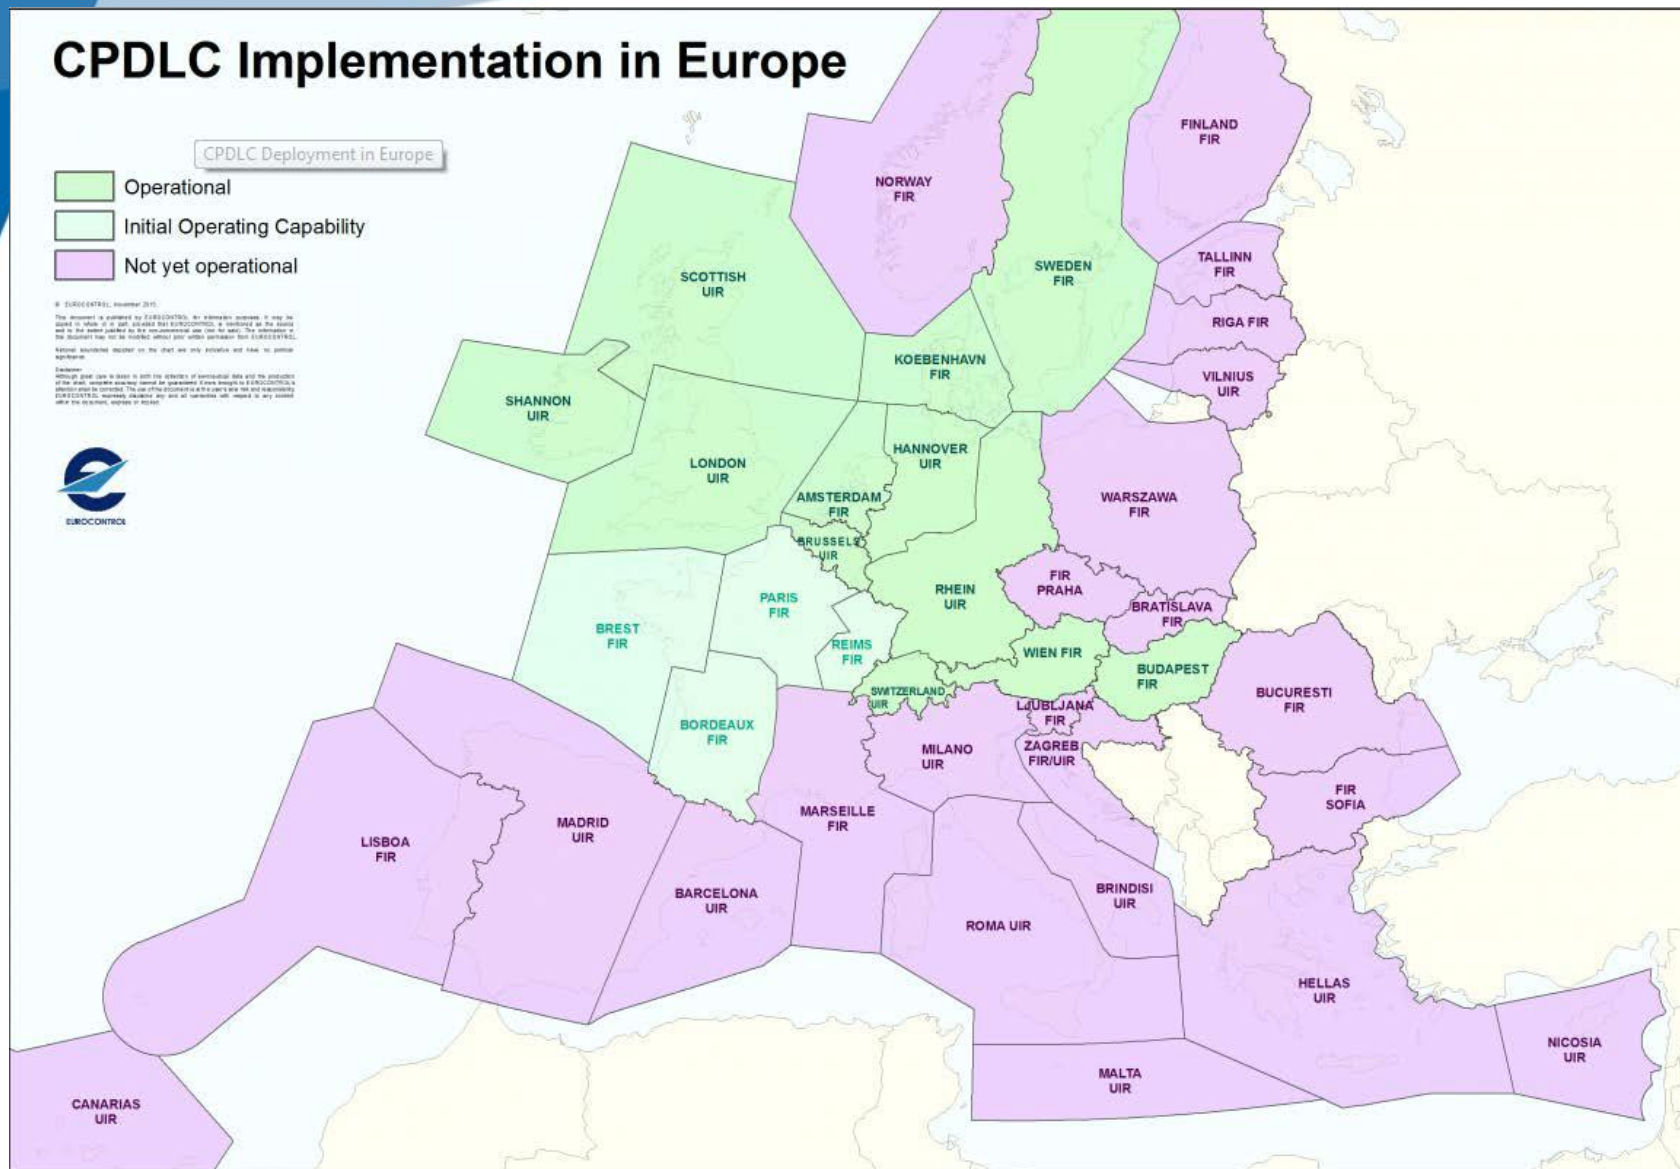 CPDLC Implementation in Europe
CPDLC Deployment in Europe
Operational
Initial Operating Capability
Not yet operational
© EUROCONTROL, November 2015.
EUROCONTROL
FINLAND
FIR
NORWAY
FIR
SWEDEN
FIR
TALLINN
FIR
SCOTTISH
UIR
RIGA FIR
KOEBENHAVN
FIR
VILNIUS
UIR
SHANNON
UIR
HANNOVER
UIR
LONDON
UIR
AMSTERDAM
FIR
WARSZAWA
FIR
BRUSSELS
UIR
FIR
PRAHA
RHEIN
UIR
PARIS
FIR
BRATISLAVA
FIR
BREST
FIR
REIMS
FIR
WIEN FIR
BUDAPEST
FIR
SWITZERLAND
UIR
BUCURESTI
FIR
LJUBLJANA
FIR
BORDEAUX
FIR
MILANO
UIR
ZAGREB
FIR/UIR
FIR
SOFIA
MARSEILLE
FIR
MADRID
UIR
LISBOA
FIR
BARCELONA
UIR
BRINDISI
UIR
ROMA UIR
HELLAS
UIR
NICOSIA
UIR
MALTA
UIR
CANARIAS
UIR